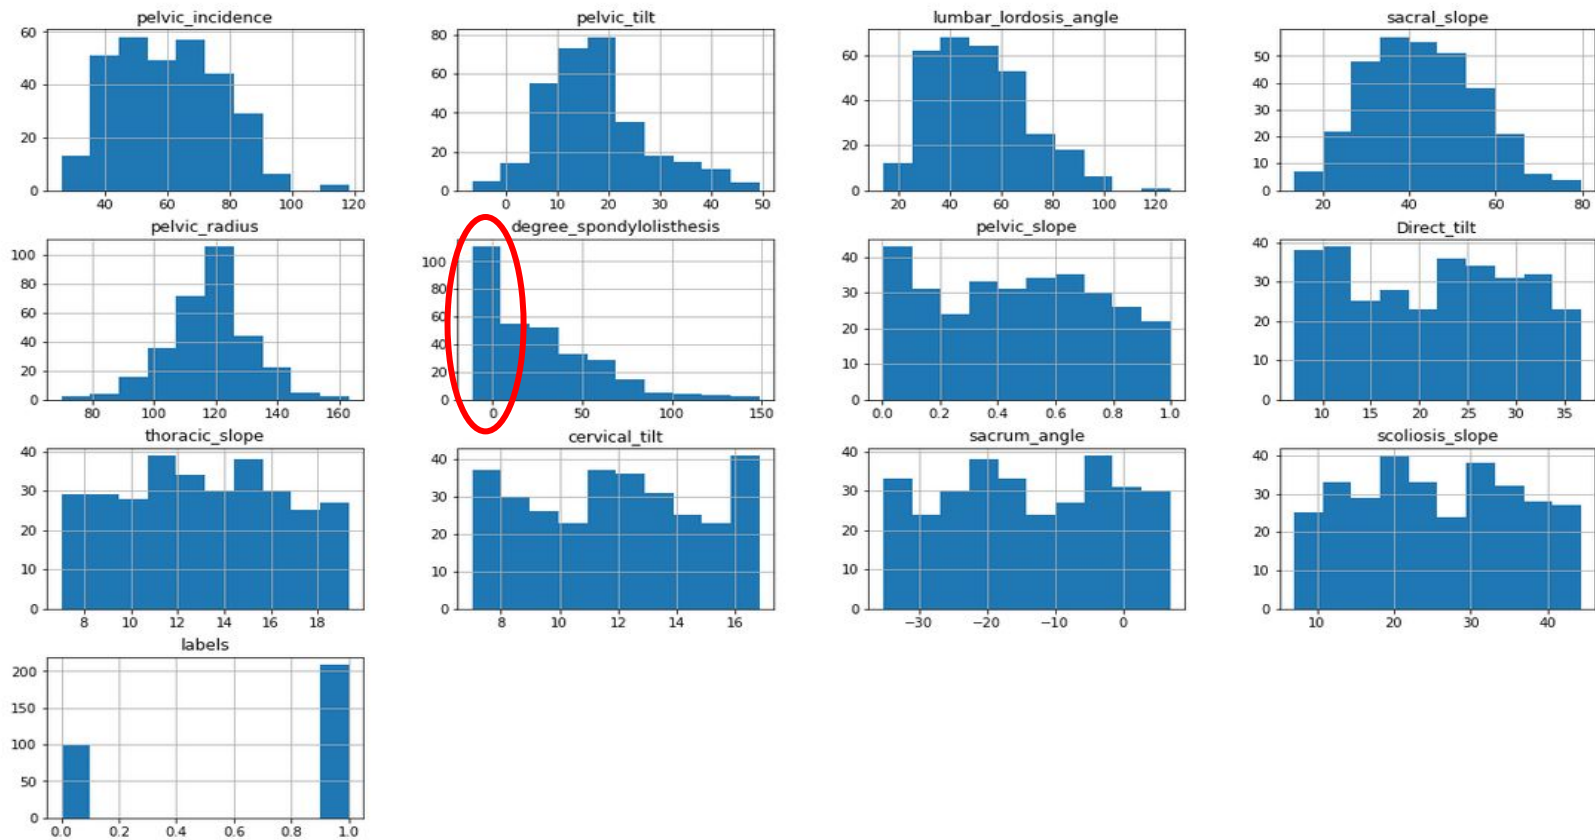 pelvic_incidence
60
40
20
0
40 60 80 100 120
pelvic_tilt
80
60
40
20
0
0 10 20 30 40 50
lumbar_lordosis_angle
60
40
20
0
20 40 60 80 100 120
sacral_slope
50
40
30
20
10
0
20 40 60 80
pelvic_radius
100
80
60
40
20
0
80 100 120 140 160
degree_spondylolisthesis
100
80
60
40
20
0
0 50 100 150
pelvic_slope
40
30
20
10
0
0.0 0.2 0.4 0.6 0.8 1.0
Direct_tilt
40
30
20
10
0
10 15 20 25 30 35
thoracic_slope
40
30
20
10
0
8 10 12 14 16 18
cervical_tilt
40
30
20
10
0
8 10 12 14 16
sacrum_angle
40
30
20
10
0
−30 −20 −10 0
scoliosis_slope
40
30
20
10
0
10 20 30 40
labels
200
150
100
50
0
0.0 0.2 0.4 0.6 0.8 1.0